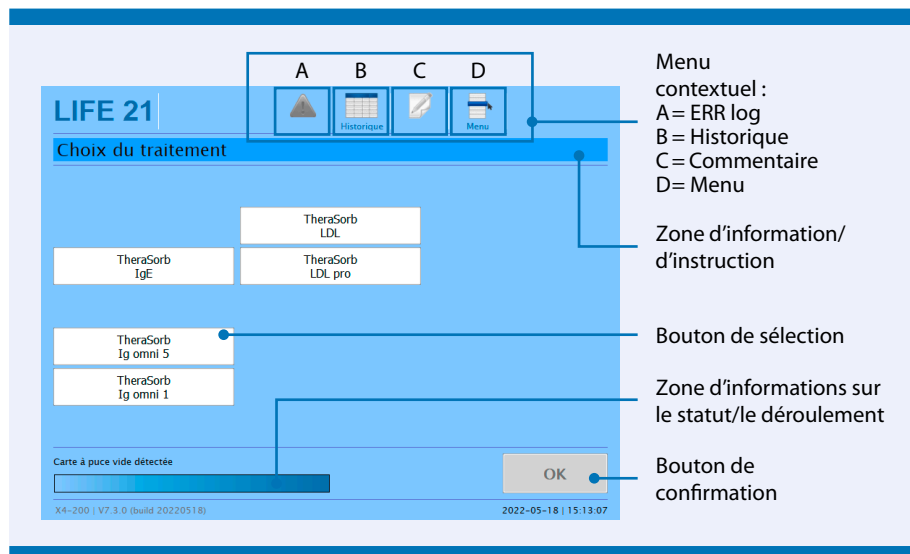 A B C D
LIFE 21
Historique
Menu
Choix du traitement
TheraSorb
LDL
TheraSorb
IgE
TheraSorb
LDL pro
TheraSorb
Ig omni 5
TheraSorb
Ig omni 1
Carte à puce vide détectée
OK
X4-200 | V7.3.0 (build 20220518)
2022-05-18 | 15:13:07
Menu
contextuel :
A = ERR log
B = Historique
C = Commentaire
D= Menu
Zone d'information/
d'instruction
Bouton de sélection
Zone d'informations sur
le statut/le déroulement
Bouton de
confirmation